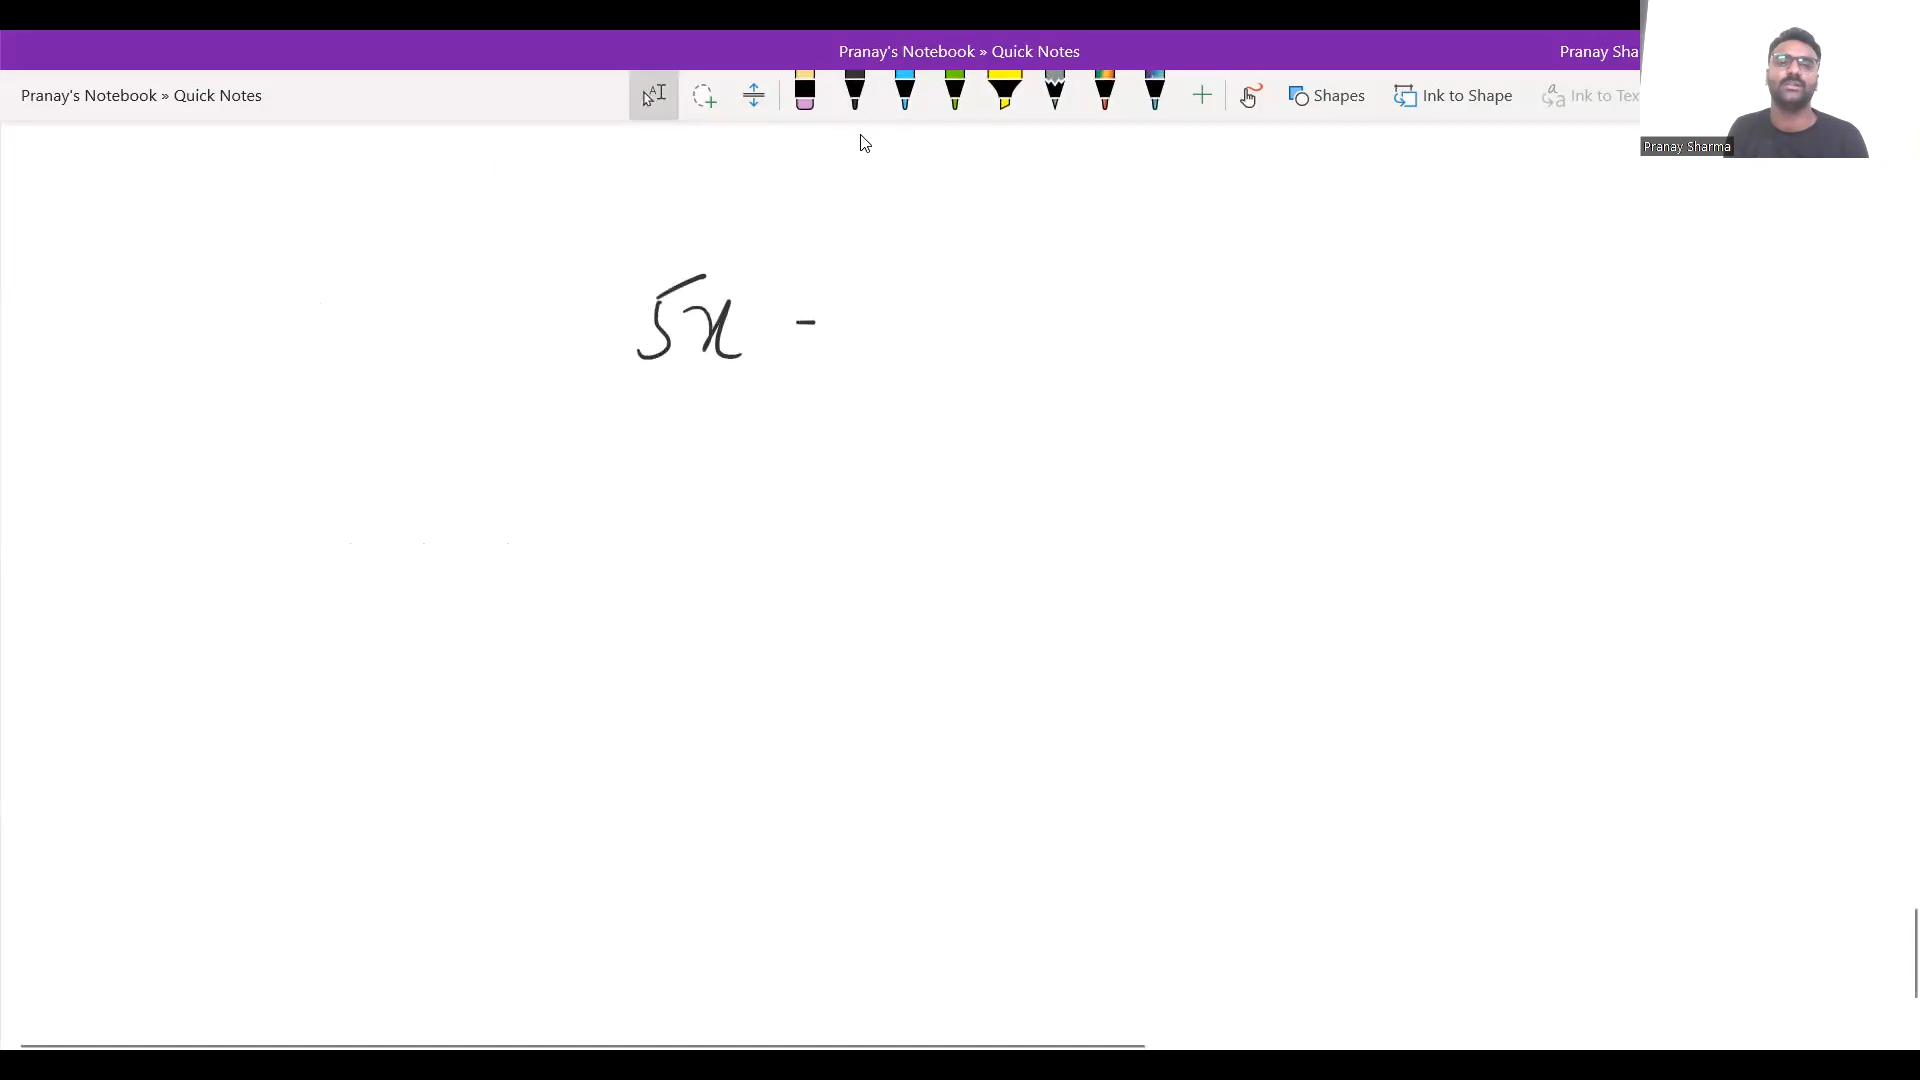 Pranay's Notebook » Quick Notes
Pranay Sha
Pranay's Notebook » Quick Notes
Shapes
Ink to Shape
Ink to Tex
Pranay Sharma
5x -